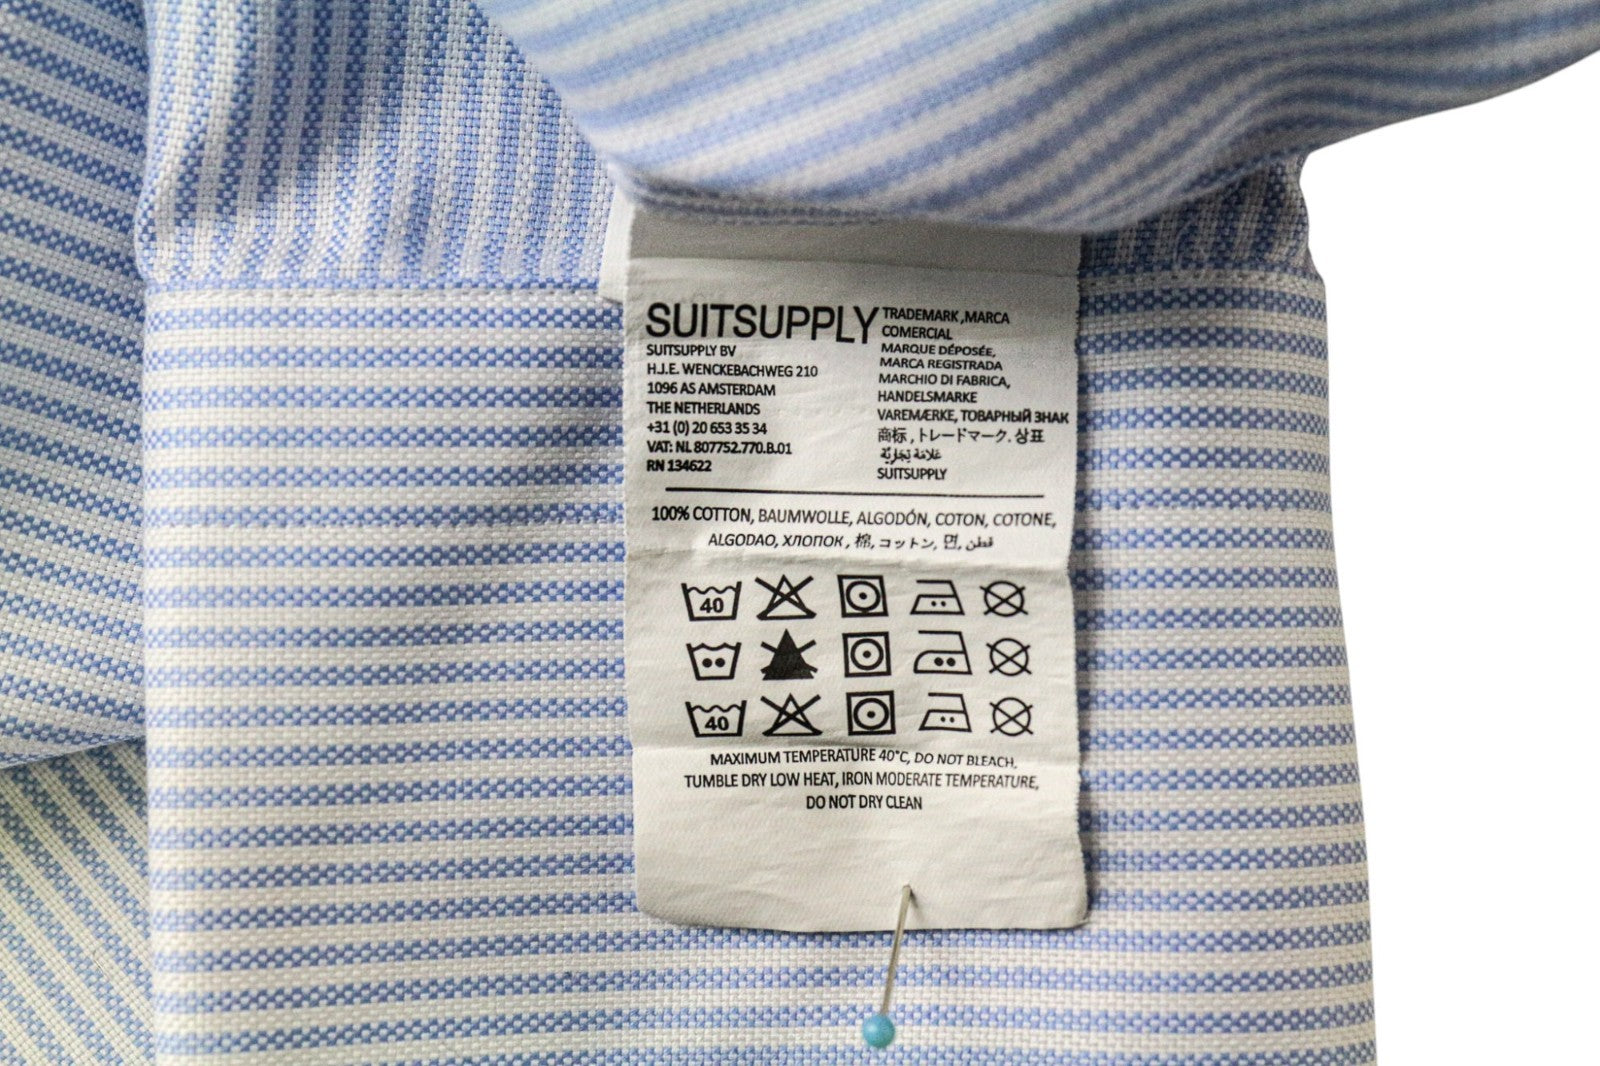 SUITSUPPLY
SUITSUPPLY BV
H.J.E. WENCKEBACHWEG 210
1096 AS AMSTERDAM
THE NETHERLANDS
+31 (0) 20 653 35 34
VAT: NL 807752.770.B.01
RN 134622
TRADEMARK ,MARCA
COMERCIAL
MARQUE DÉPOSÉE,
MARCA REGISTRADA
MARCHIO DI FABRICA,
HANDELSMARKE
VAREMÆRKE, ТОВАРНЫЙ ЗНАК
商标 , トレードマーク. 상표
عَلامَة تِجَارِيَّة
SUITSUPPLY
100% COTTON, BAUMWOLLE, ALGODÓN, COTON, COTONE,
ALGODAO, ХЛОПОК , 棉, コットン, 면, قطن
40
40
MAXIMUM TEMPERATURE 40°C, DO NOT BLEACH,
TUMBLE DRY LOW HEAT, IRON MODERATE TEMPERATURE,
DO NOT DRY CLEAN